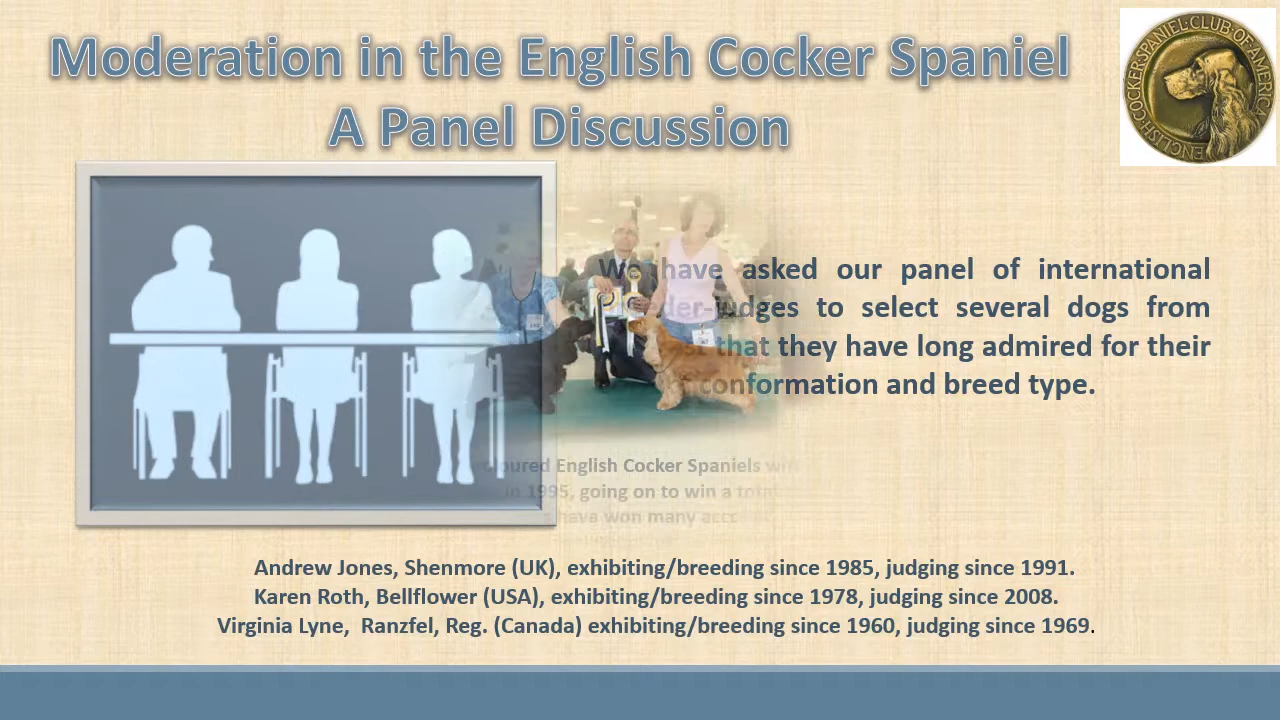 Moderation in the English Cocker Spaniel
A Panel Discussion
ENGLISH·COCKER SPANIEL·CLUB·OF·AMERICA
We have asked our panel of international
to select several dogs from
that they have long admired for their
conformation and breed type.
English Cocker Spaniels
in 1995, going on to win a
have won many
Andrew Jones, Shenmore (UK), exhibiting/breeding since 1985, judging since 1991.
Karen Roth, Bellflower (USA), exhibiting/breeding since 1978, judging since 2008.
Virginia Lyne, Ranzfel, Reg. (Canada) exhibiting/breeding since 1960, judging since 1969.